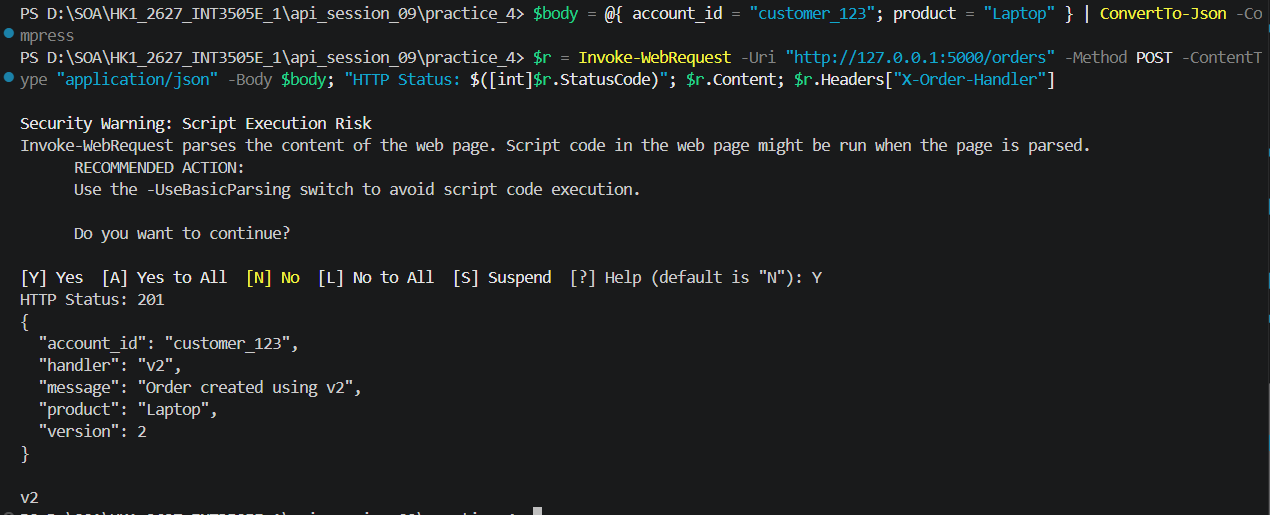 PS D:\SOA\HK1_2627_INT3505E_1\api_session_09\practice_4> $body = @{ account_id = "customer_123"; product = "Laptop" } | ConvertTo-Json -Co
mpress
PS D:\SOA\HK1_2627_INT3505E_1\api_session_09\practice_4> $r = Invoke-WebRequest -Uri "http://127.0.0.1:5000/orders" -Method POST -ContentT
ype "application/json" -Body $body; "HTTP Status: $([int]$r.StatusCode)"; $r.Content; $r.Headers["X-Order-Handler"]
Security Warning: Script Execution Risk
Invoke-WebRequest parses the content of the web page. Script code in the web page might be run when the page is parsed.
RECOMMENDED ACTION:
Use the -UseBasicParsing switch to avoid script code execution.
Do you want to continue?
[Y] Yes  [A] Yes to All  [N] No  [L] No to All  [S] Suspend  [?] Help (default is "N"): Y
HTTP Status: 201
{
  "account_id": "customer_123",
  "handler": "v2",
  "message": "Order created using v2",
  "product": "Laptop",
  "version": 2
}
v2